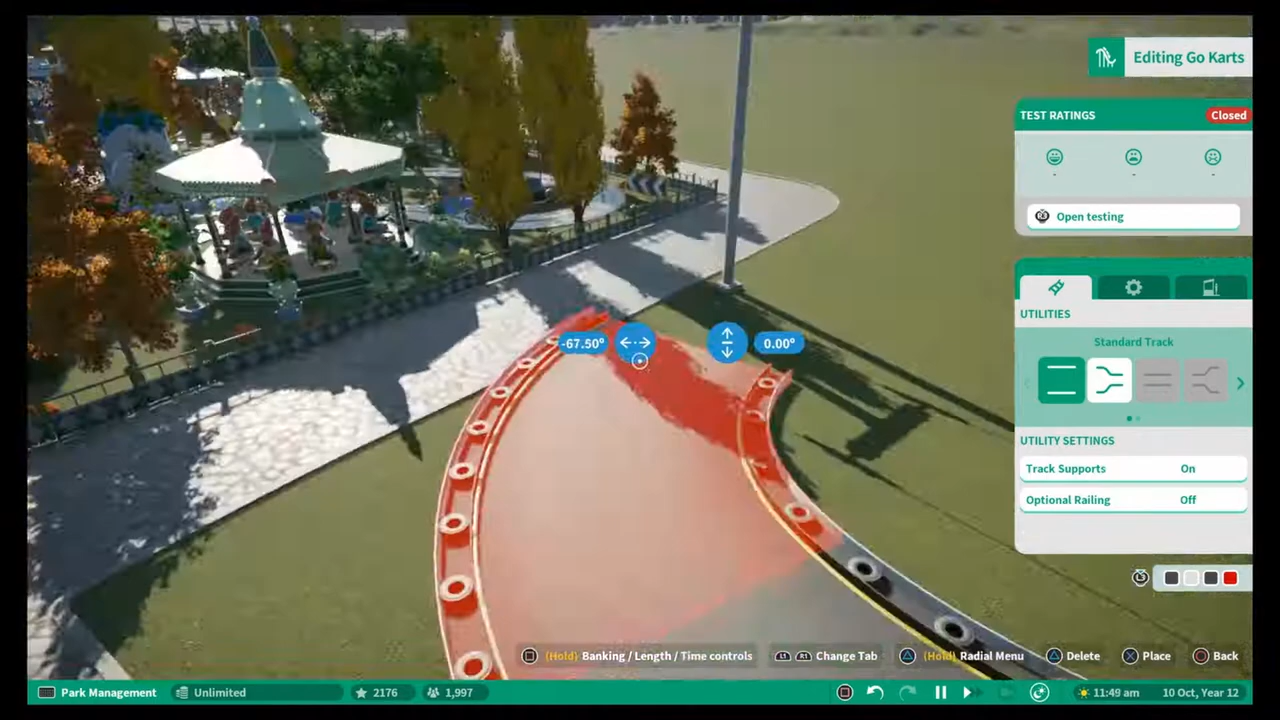 Editing Go Karts
TEST RATINGS Closed
- - -
Open testing
UTILITIES
Standard Track
-67.50° 0.00°
UTILITY SETTINGS
Track Supports On
Optional Railing Off
(Hold) Banking / Length / Time controls L1 R1 Change Tab (Hold) Radial Menu Delete Place Back
Park Management Unlimited 2176 1,997 11:49 am 10 Oct, Year 12